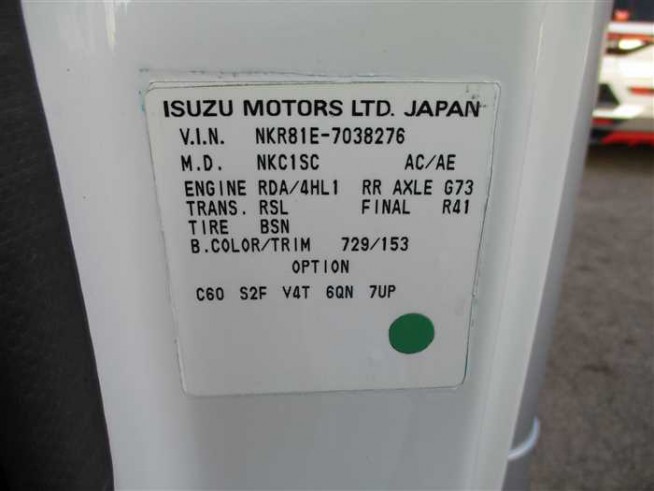 ISUZU MOTORS LTD. JAPAN
V.I.N. NKR81E-7038276
M.D. NKC1SC AC/AE
ENGINE RDA/4HL1 RR AXLE G73
TRANS. RSL FINAL R41
TIRE BSN
B.COLOR/TRIM 729/153
OPTION
C60 S2F V4T 6QN 7UP